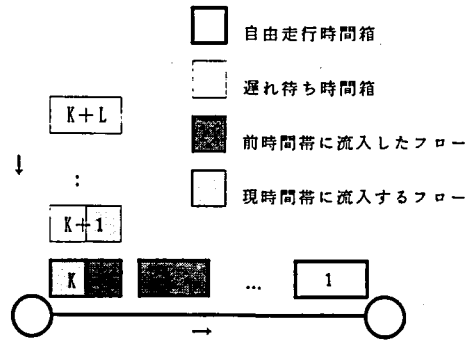 自由走行時間箱
遅れ待ち時間箱
前時間帯に流入したフロー
現時間帯に流入するフロー
K+L
↓
:
K+1
K
...
1
→